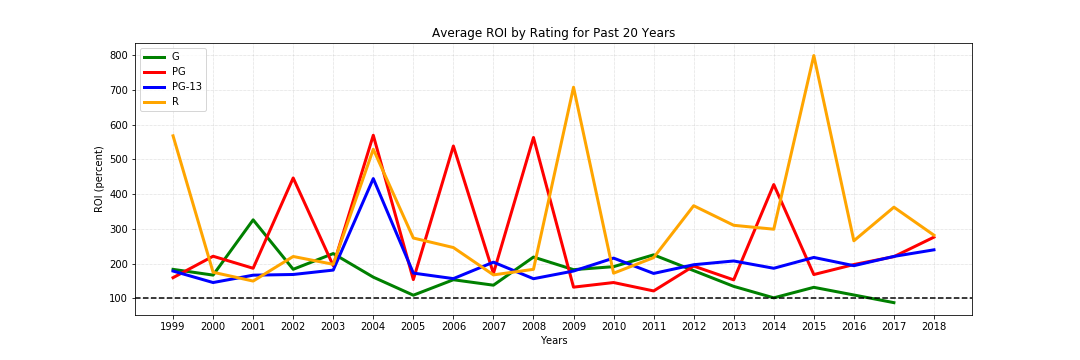 Average ROI by Rating for Past 20 Years
G
PG
PG-13
R
ROI (percent)
800
700
600
500
400
300
200
100
1999 2000 2001 2002 2003 2004 2005 2006 2007 2008 2009 2010 2011 2012 2013 2014 2015 2016 2017 2018
Years